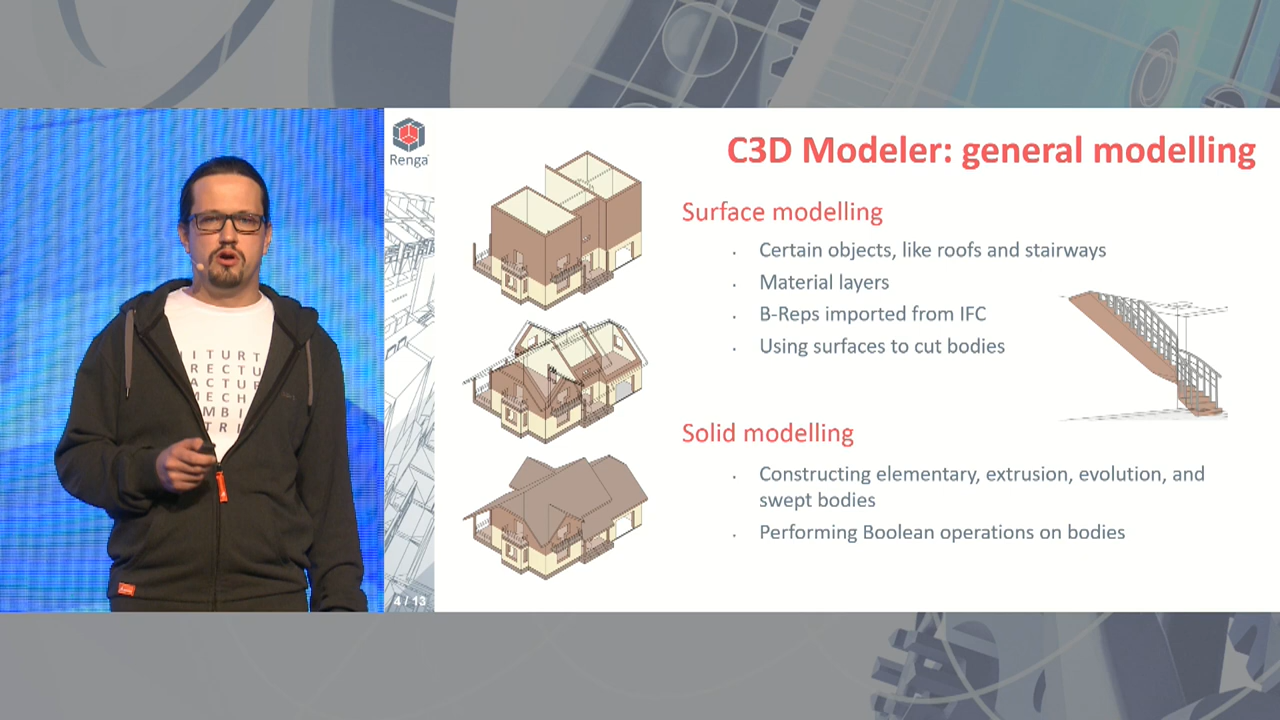 Renga
C3D Modeler: general modelling
Surface modelling
Certain objects, like roofs and stairways
Material layers
B-Reps imported from IFC
Using surfaces to cut bodies
Solid modelling
Constructing elementary, extrusion, evolution, and
swept bodies
Performing Boolean operations on bodies
4 / 13